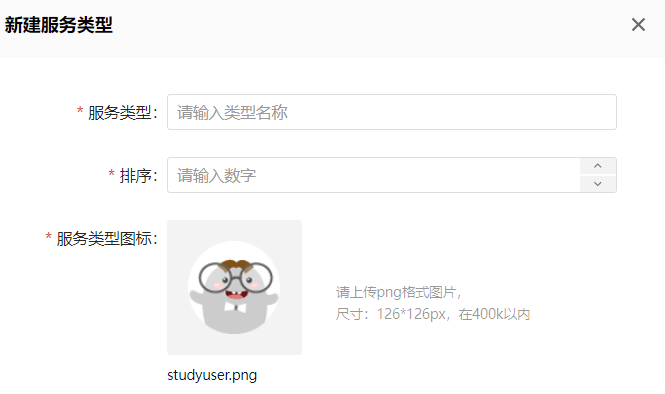 新建服务类型
* 服务类型：
请输入类型名称
* 排序：
请输入数字
* 服务类型图标：
请上传png格式图片，
尺寸：126*126px，在400k以内
studyuser.png